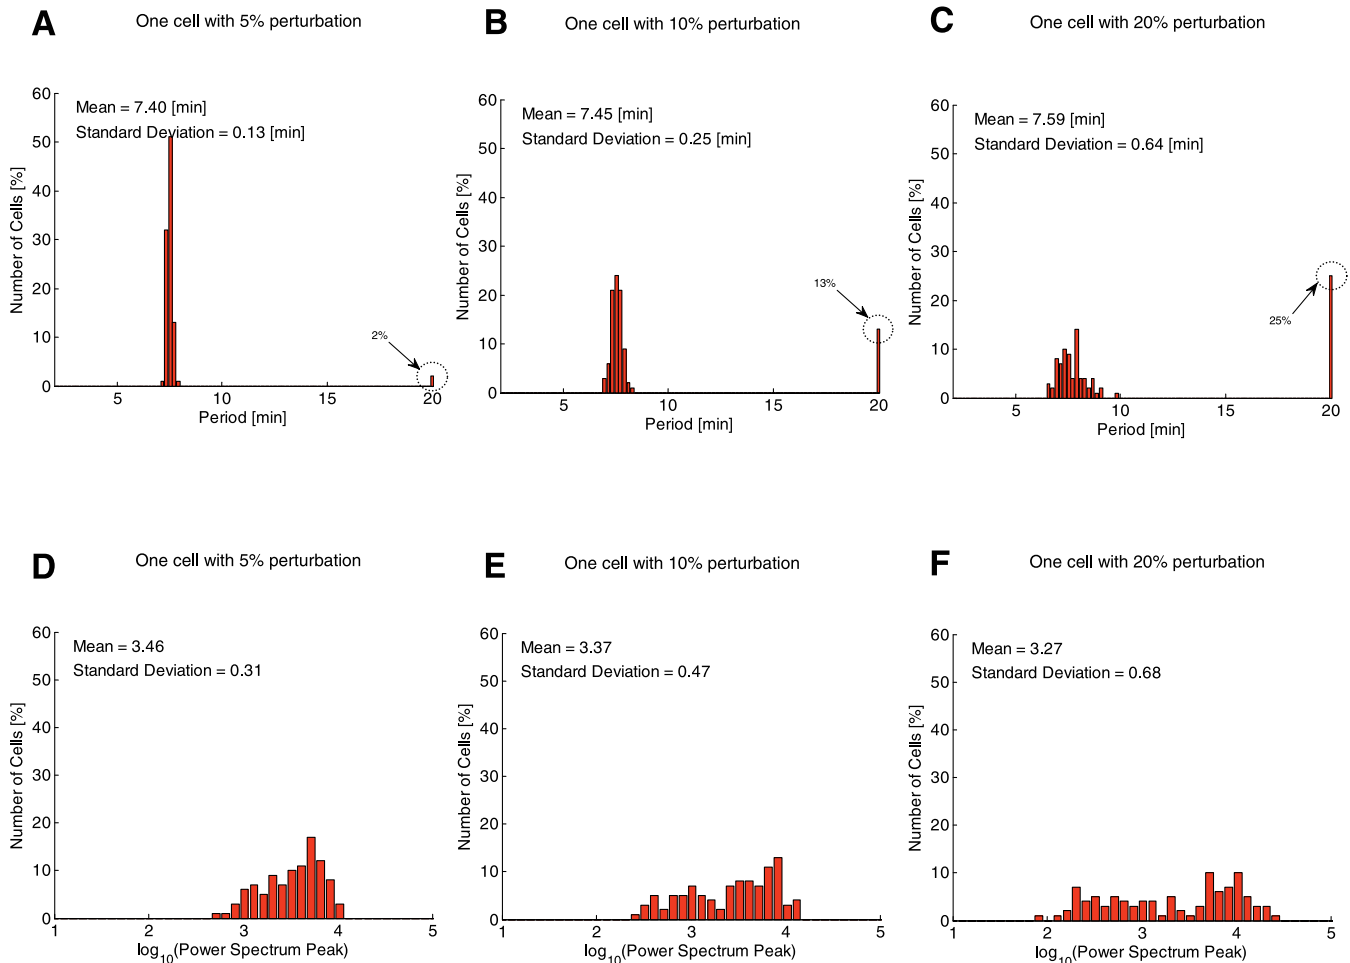 A
One cell with 5% perturbation
B
One cell with 10% perturbation
C
One cell with 20% perturbation
Mean = 7.40 [min]
Standard Deviation = 0.13 [min]
Number of Cells [%]
60
50
40
30
20
10
0
5
10
15
20
Period [min]
2%
Mean = 7.45 [min]
Standard Deviation = 0.25 [min]
Number of Cells [%]
60
50
40
30
20
10
0
5
10
15
20
Period [min]
13%
Mean = 7.59 [min]
Standard Deviation = 0.64 [min]
Number of Cells [%]
60
50
40
30
20
10
0
5
10
15
20
Period [min]
25%
D
One cell with 5% perturbation
E
One cell with 10% perturbation
F
One cell with 20% perturbation
Mean = 3.46
Standard Deviation = 0.31
Number of Cells [%]
60
50
40
30
20
10
0
1
2
3
4
5
log10(Power Spectrum Peak)
Mean = 3.37
Standard Deviation = 0.47
Number of Cells [%]
60
50
40
30
20
10
0
1
2
3
4
5
log10(Power Spectrum Peak)
Mean = 3.27
Standard Deviation = 0.68
Number of Cells [%]
60
50
40
30
20
10
0
1
2
3
4
5
log10(Power Spectrum Peak)